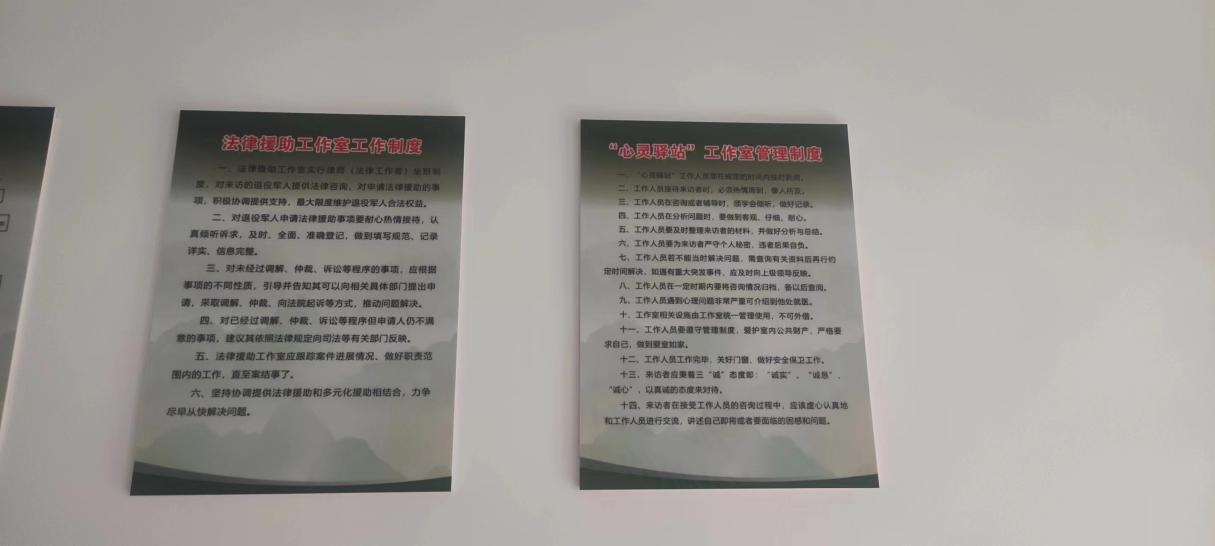 法律援助工作室工作制度
一、法律援助工作室实行律师（法律工作者）坐班制
度，对来访的退役军人提供法律咨询，对申请法律援助的事
项，积极协调提供支持，最大限度维护退役军人合法权益。
二、对退役军人申请法律援助事项要耐心热情接待，认
真倾听诉求，及时、全面、准确登记，做到填写规范、记录
详实、信息完整。
三、对未经过调解、仲裁、诉讼等程序的事项，应根据
事项的不同性质，引导并告知其可以向相关具体部门提出申
请，采取调解、仲裁、向法院起诉等方式，推动问题解决。
四、对已经过调解、仲裁、诉讼等程序但申请人仍不满
意的事项，建议其依照法律规定向司法等有关部门反映。
五、法律援助工作室应跟踪案件进展情况、做好职责范
围内的工作，直至案结事了。
六、坚持协调提供法律援助和多元化援助相结合，力争
尽早从快解决问题。
“心灵驿站”工作室管理制度
一、“心灵驿站”工作人员须在规定的时间内按时到岗。
二、工作人员接待来访者时，必须热情周到，像人所及。
三、工作人员在咨询或者辅导时，须学会倾听，做好记录。
四、工作人员在分析问题时，要做到客观、仔细、耐心。
五、工作人员要及时整理来访者的材料，并做好分析与总结。
六、工作人员要为来访者严守个人秘密，违者后果自负。
七、工作人员若不能当时解决问题，需查询有关资料后再行约
定时间解决，如遇有重大突发事件，应及时向上级领导反映。
八、工作人员在一定时期内要将咨询情况归档，备以后查阅。
九、工作人员遇到心理问题非常严重可介绍到他处就医。
十、工作室相关设施由工作室统一管理使用，不可外借。
十一、工作人员要遵守管理制度，爱护室内公共财产，严格要
求自己，做到爱室如家。
十二、工作人员工作完毕，关好门窗，做好安全保卫工作。
十三、来访者应秉着三“诚”态度即：“诚实”、“诚恳”、
“诚心”，以真诚的态度来对待。
十四、来访者在接受工作人员的咨询过程中，应该虚心认真地
和工作人员进行交流，讲述自己即将或者要面临的困惑和问题。